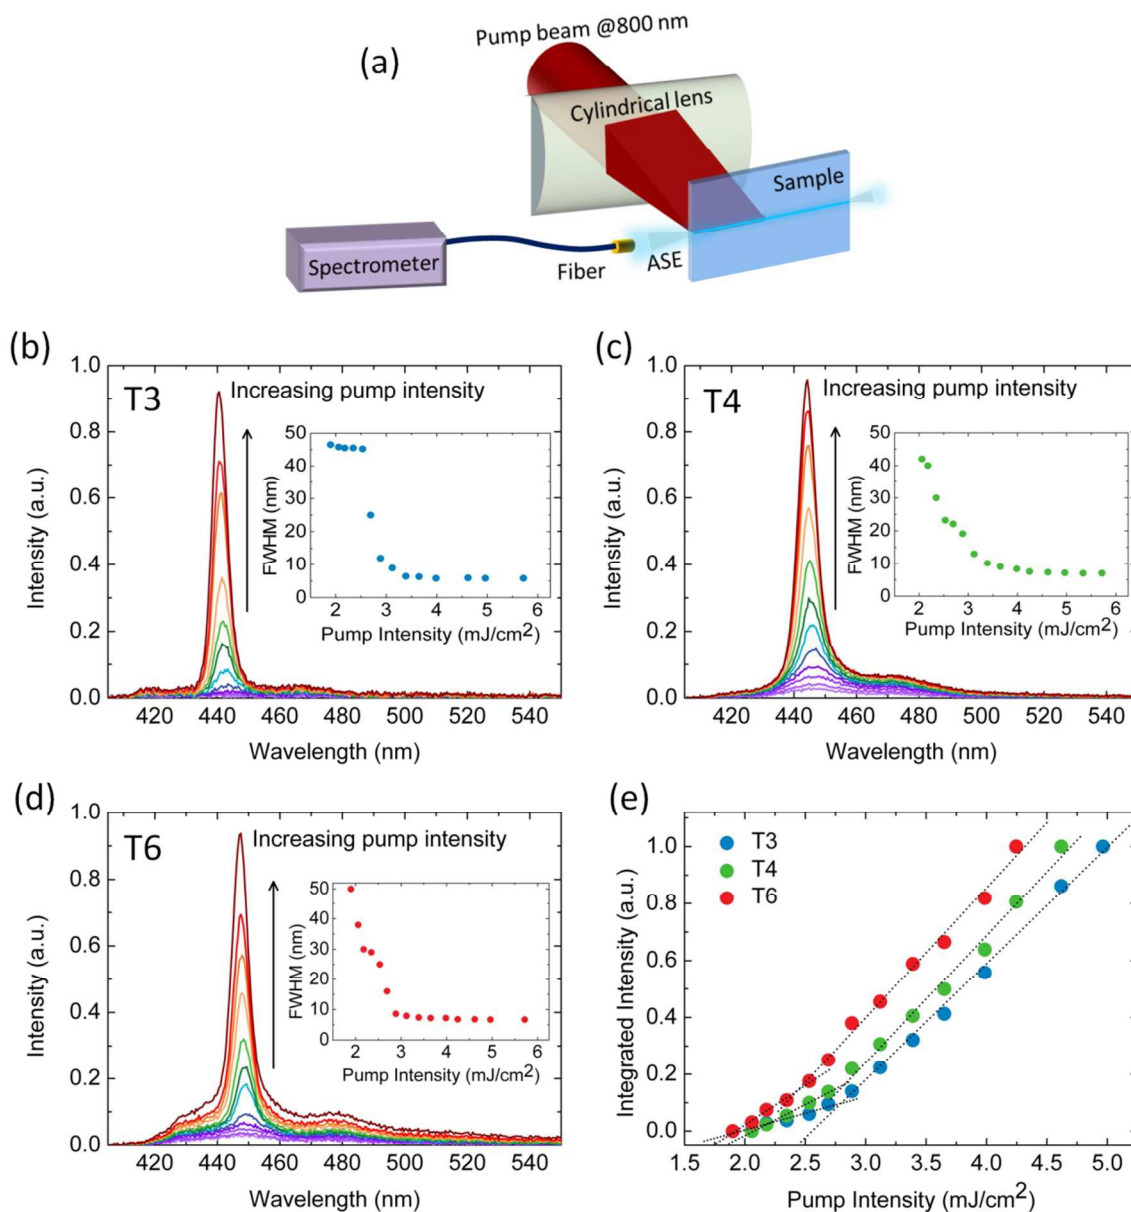 (a)
Pump beam @800 nm
Cylindrical lens
Sample
Spectrometer
Fiber
ASE
(b)
T3
Increasing pump intensity
Intensity (a.u.)
1.0
0.8
0.6
0.4
0.2
0.0
420 440 460 480 500 520 540
Wavelength (nm)
FWHM (nm)
50
40
30
20
10
0
2 3 4 5 6
Pump Intensity (mJ/cm²)
(c)
T4
Increasing pump intensity
Intensity (a.u.)
1.0
0.8
0.6
0.4
0.2
0.0
420 440 460 480 500 520 540
Wavelength (nm)
FWHM (nm)
50
40
30
20
10
0
2 3 4 5 6
Pump Intensity (mJ/cm²)
(d)
T6
Increasing pump intensity
Intensity (a.u.)
1.0
0.8
0.6
0.4
0.2
0.0
420 440 460 480 500 520 540
Wavelength (nm)
FWHM (nm)
50
40
30
20
10
0
2 3 4 5 6
Pump Intensity (mJ/cm²)
(e)
T3
T4
T6
Integrated Intensity (a.u.)
1.0
0.8
0.6
0.4
0.2
0.0
1.5 2.0 2.5 3.0 3.5 4.0 4.5 5.0
Pump Intensity (mJ/cm²)